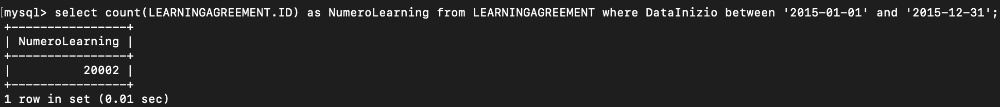 [mysql> select count(LEARNINGAGREEMENT.ID) as NumeroLearning from LEARNINGAGREEMENT where DataInizio between '2015-01-01' and '2015-12-31';
+----------------+
| NumeroLearning |
+----------------+
|          20002 |
+----------------+
1 row in set (0.01 sec)